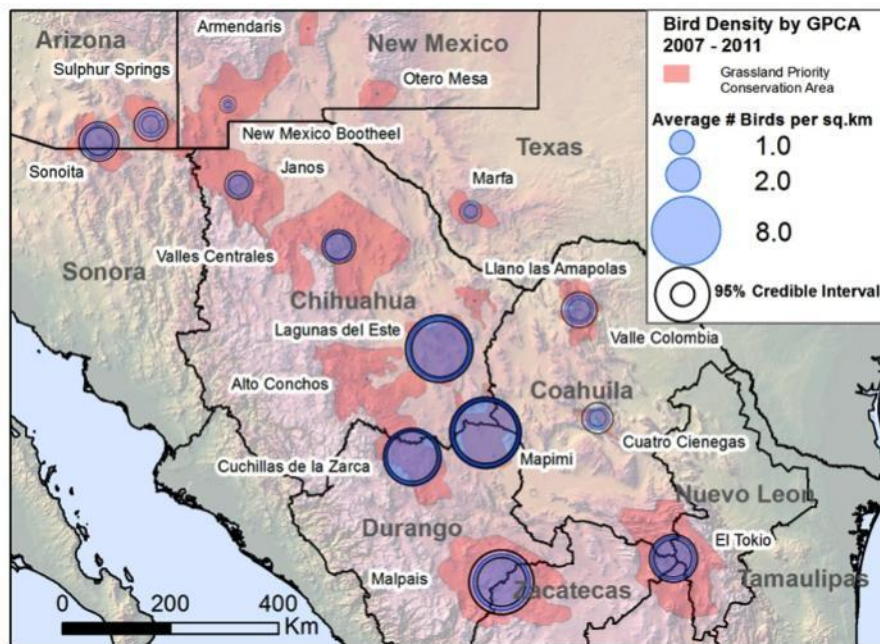 Arizona
Armendaris
New Mexico
Sulphur Springs
Otero Mesa
New Mexico Bootheel
Texas
Sonoita
Janos
Marfa
Valles Centrales
Llano las Amapolas
Sonora
Chihuahua
Lagunas del Este
Valle Colombia
Alto Conchos
Coahuila
Cuatro Cienegas
Cuchillas de la Zarca
Mapimi
Nuevo Leon
Durango
El Tokio
Malpais
Zacatecas
Tamaulipas
0 200 400
Km
Bird Density by GPCA
2007 - 2011
Grassland Priority
Conservation Area
Average # Birds per sq.km
1.0
2.0
8.0
95% Credible Interval